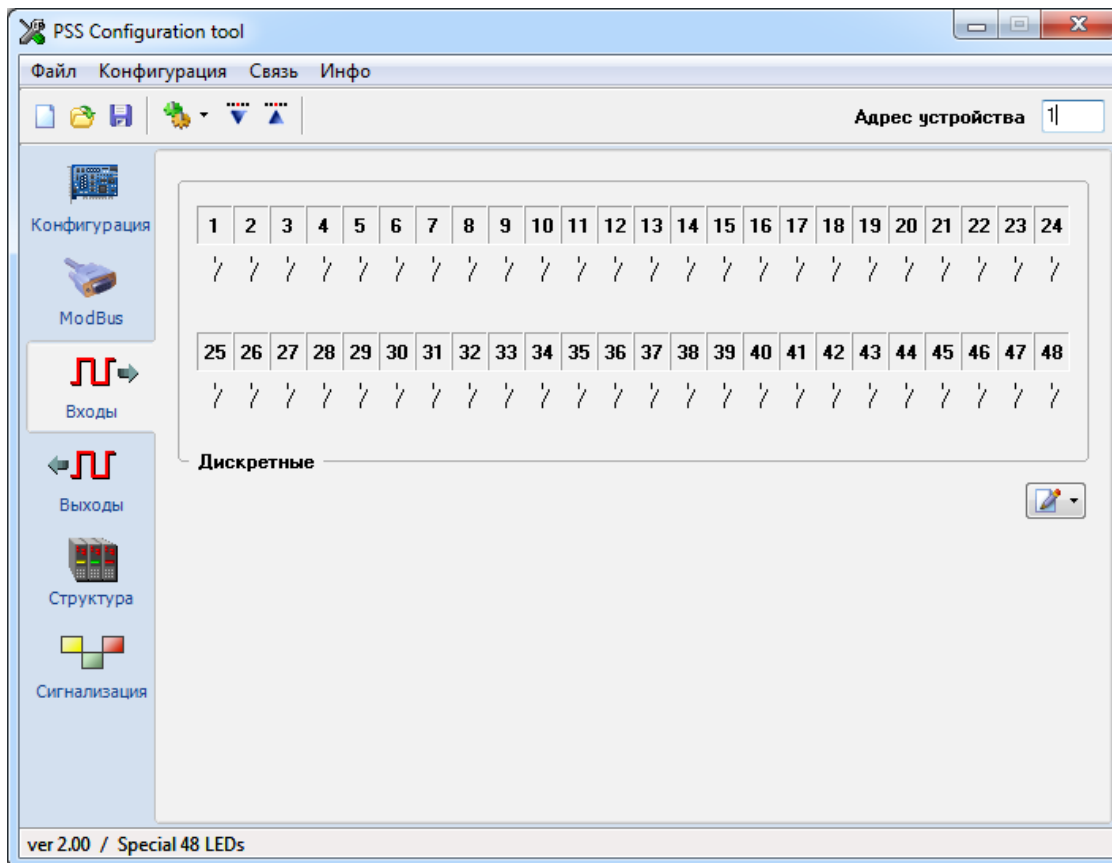 PSS Configuration tool
Файл Конфигурация Связь Инфо
Адрес устройства 1
Конфигурация
ModBus
Входы
Выходы
Структура
Сигнализация
1 2 3 4 5 6 7 8 9 10 11 12 13 14 15 16 17 18 19 20 21 22 23 24
25 26 27 28 29 30 31 32 33 34 35 36 37 38 39 40 41 42 43 44 45 46 47 48
Дискретные
ver 2.00 / Special 48 LEDs